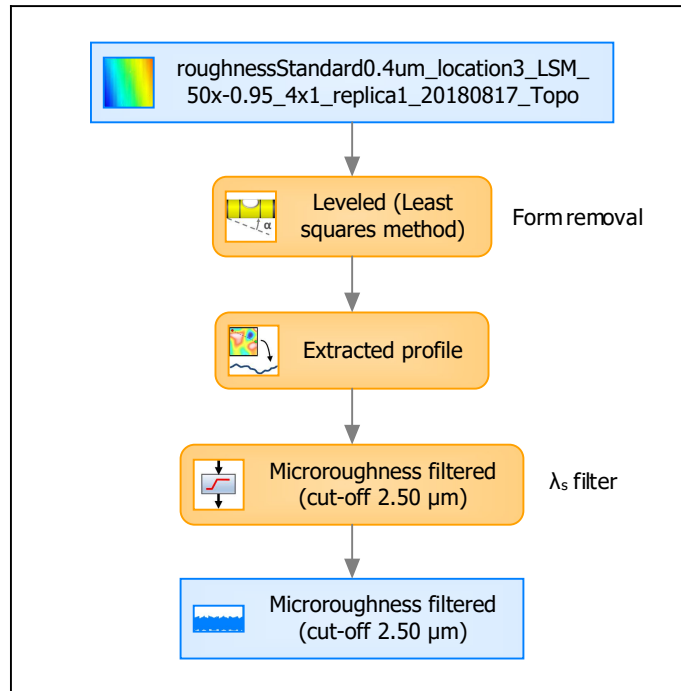 roughnessStandard0.4um_location3_LSM_
50x-0.95_4x1_replica1_20180817_Topo
α
Leveled (Least
squares method)
Form removal
Extracted profile
Microroughness filtered
(cut-off 2.50 µm)
λₛ filter
Microroughness filtered
(cut-off 2.50 µm)